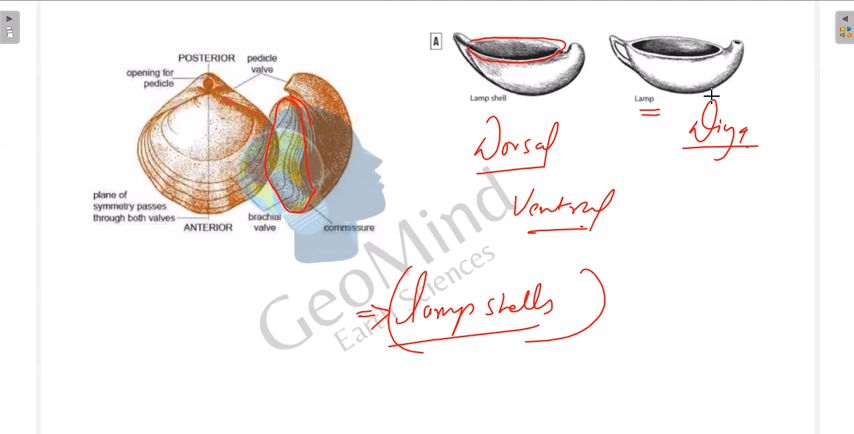 POSTERIOR
pedicle
valve
opening for
pedicle
plane of
symmetry passes
through both valves
ANTERIOR
brachial
valve
commissure
A
Lamp shell
Lamp
=
Diya
Dorsal
Ventral
=> (lamp shells)
GeoMind
Earth Sciences